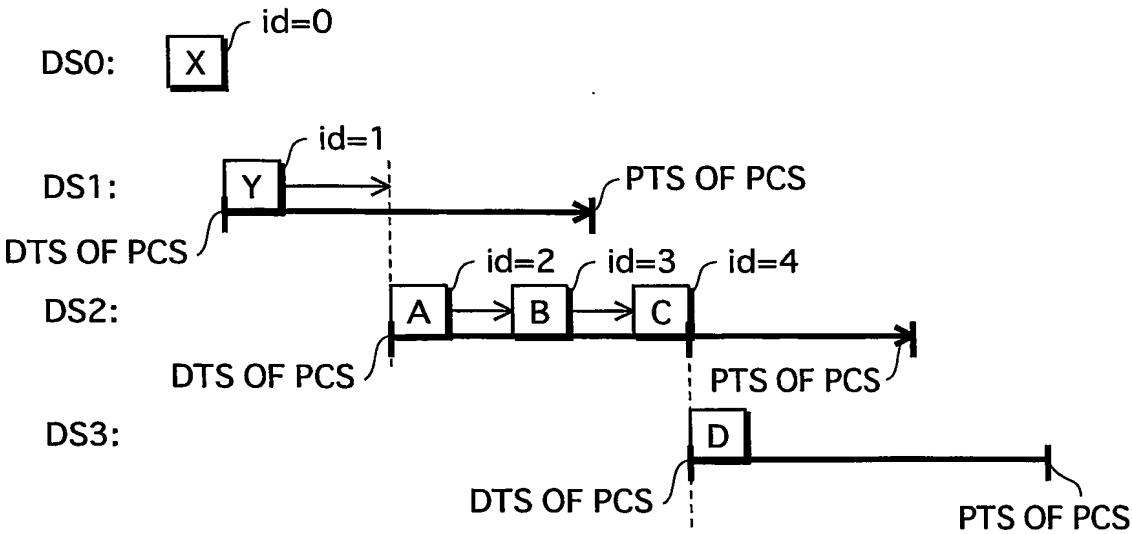 id=0
DS0: X
id=1
DS1: Y PTS OF PCS
DTS OF PCS
id=2 id=3 id=4
DS2: A B C
DTS OF PCS PTS OF PCS
DS3: D
DTS OF PCS PTS OF PCS